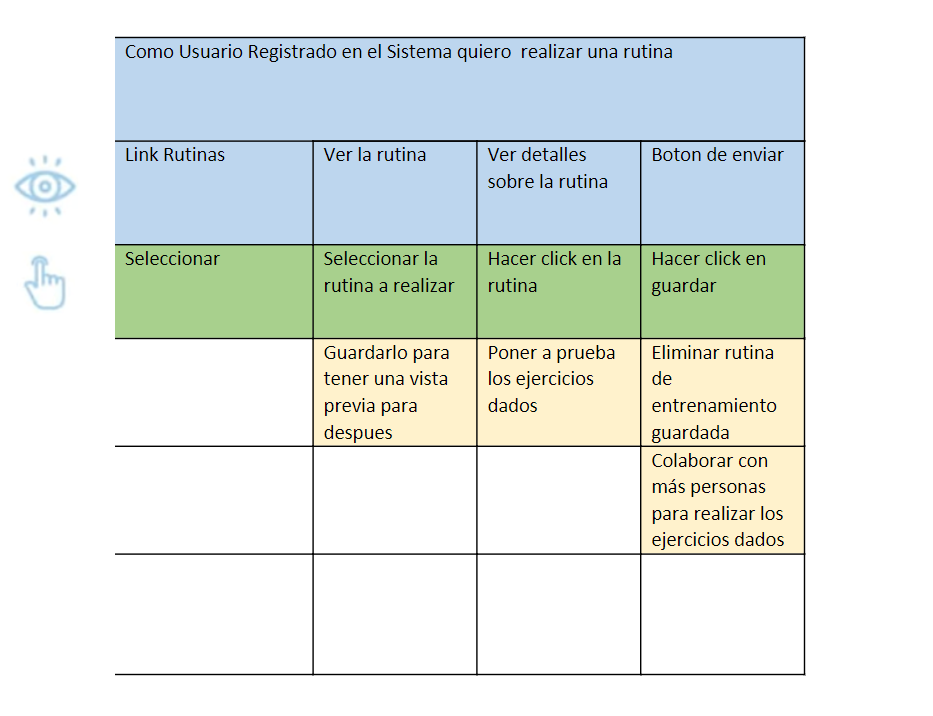 Como Usuario Registrado en el Sistema quiero  realizar una rutina
Link Rutinas
Ver la rutina
Ver detalles
sobre la rutina
Boton de enviar
Seleccionar
Seleccionar la
rutina a realizar
Hacer click en la
rutina
Hacer click en
guardar
Guardarlo para
tener una vista
previa para
despues
Poner a prueba
los ejercicios
dados
Eliminar rutina
de
entrenamiento
guardada
Colaborar con
más personas
para realizar los
ejercicios dados